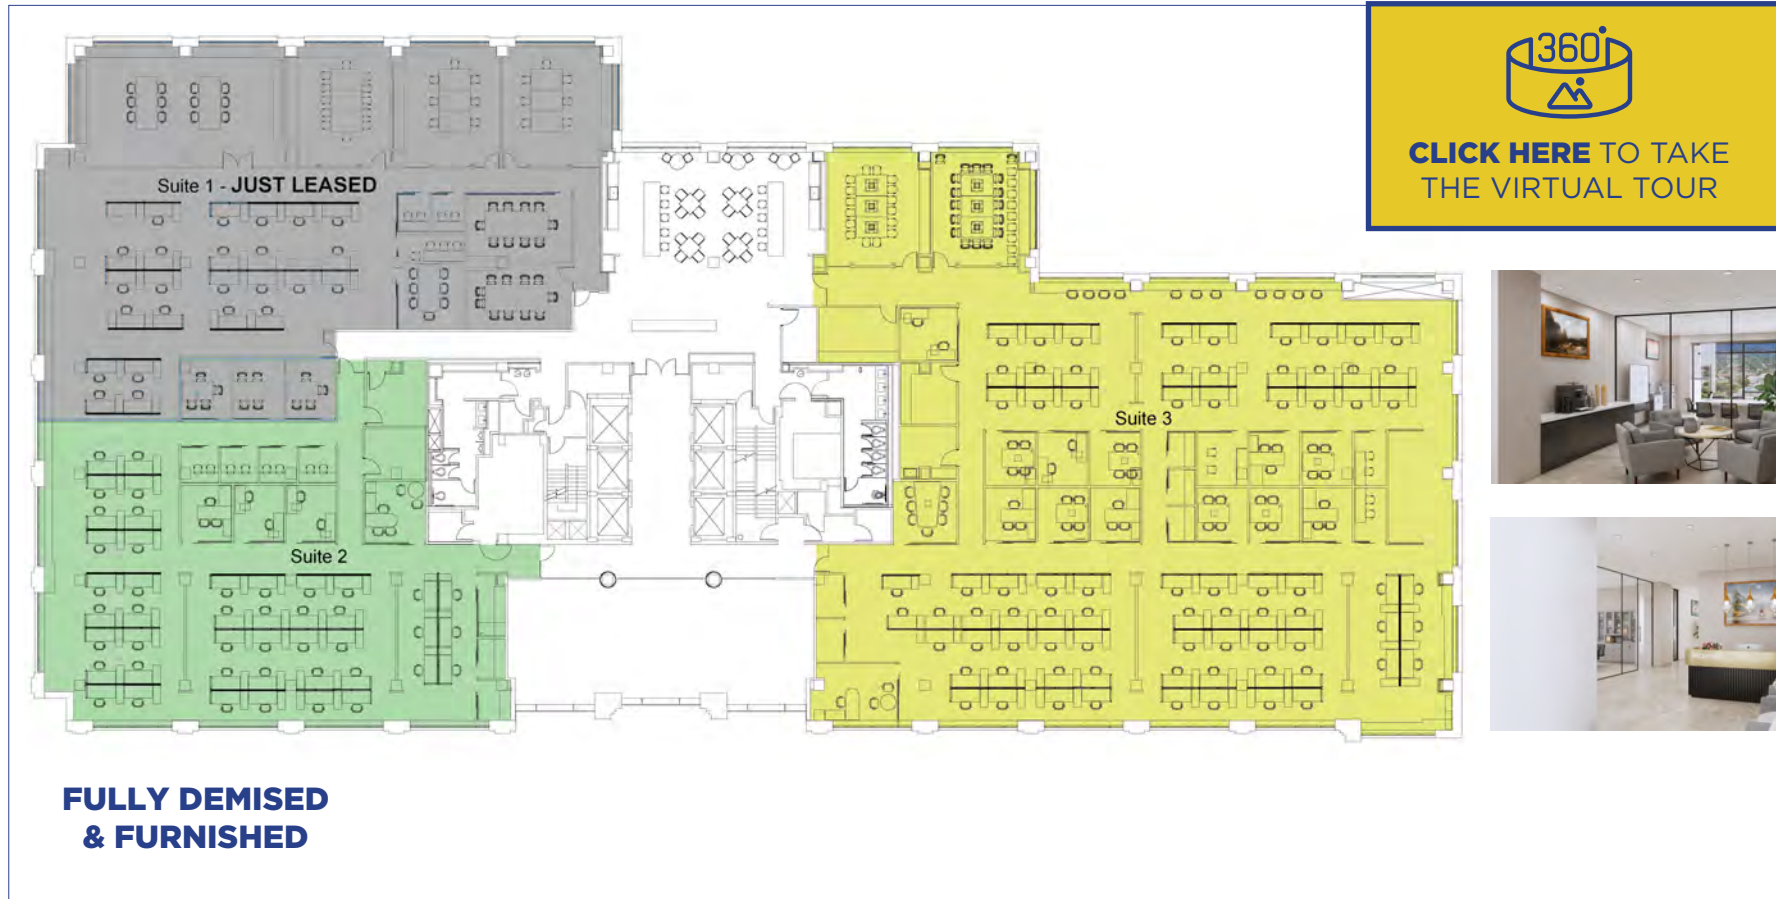 360°
CLICK HERE TO TAKE
THE VIRTUAL TOUR
Suite 1 - JUST LEASED
Suite 3
Suite 2
FULLY DEMISED
& FURNISHED